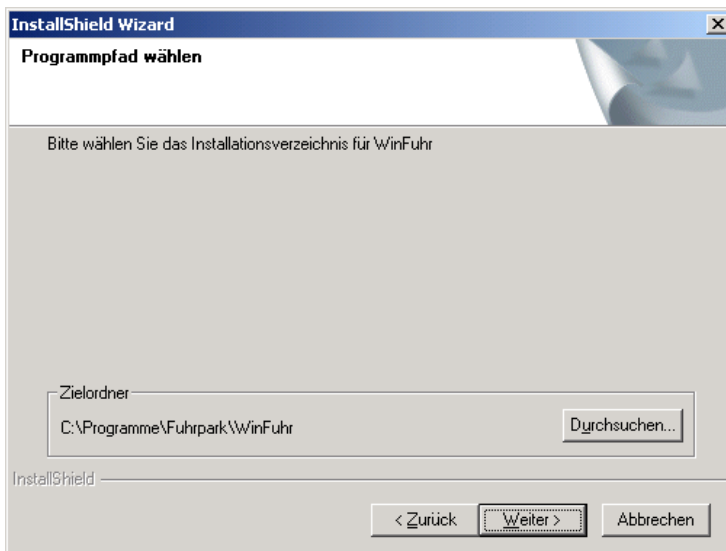 InstallShield Wizard
Programmpfad wählen
Bitte wählen Sie das Installationsverzeichnis für WinFuhr
Zielordner
C:\Programme\Fuhrpark\WinFuhr
Durchsuchen...
InstallShield
< Zurück
Weiter >
Abbrechen